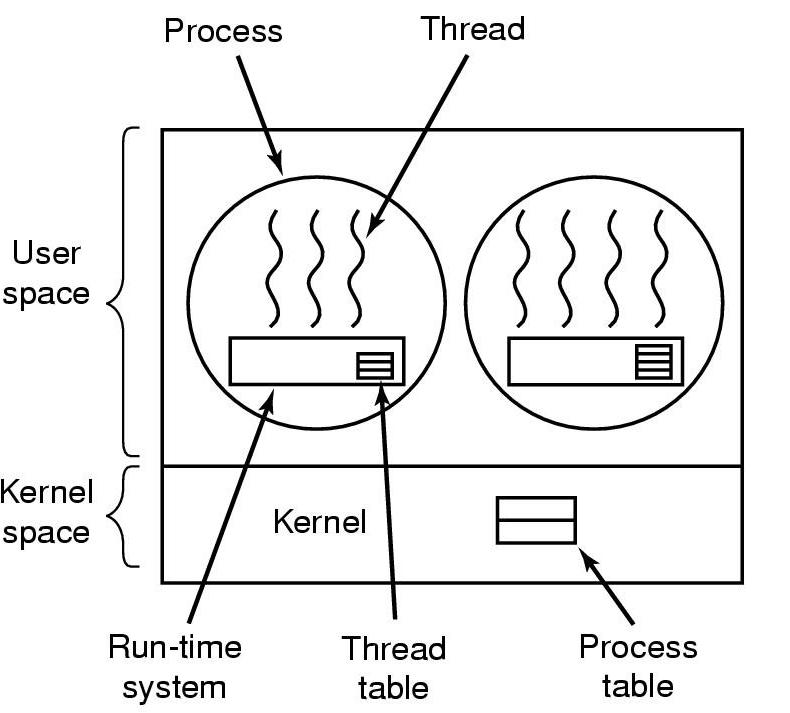 Process
Thread
User
space
Kernel
space
Kernel
Run-time
system
Thread
table
Process
table